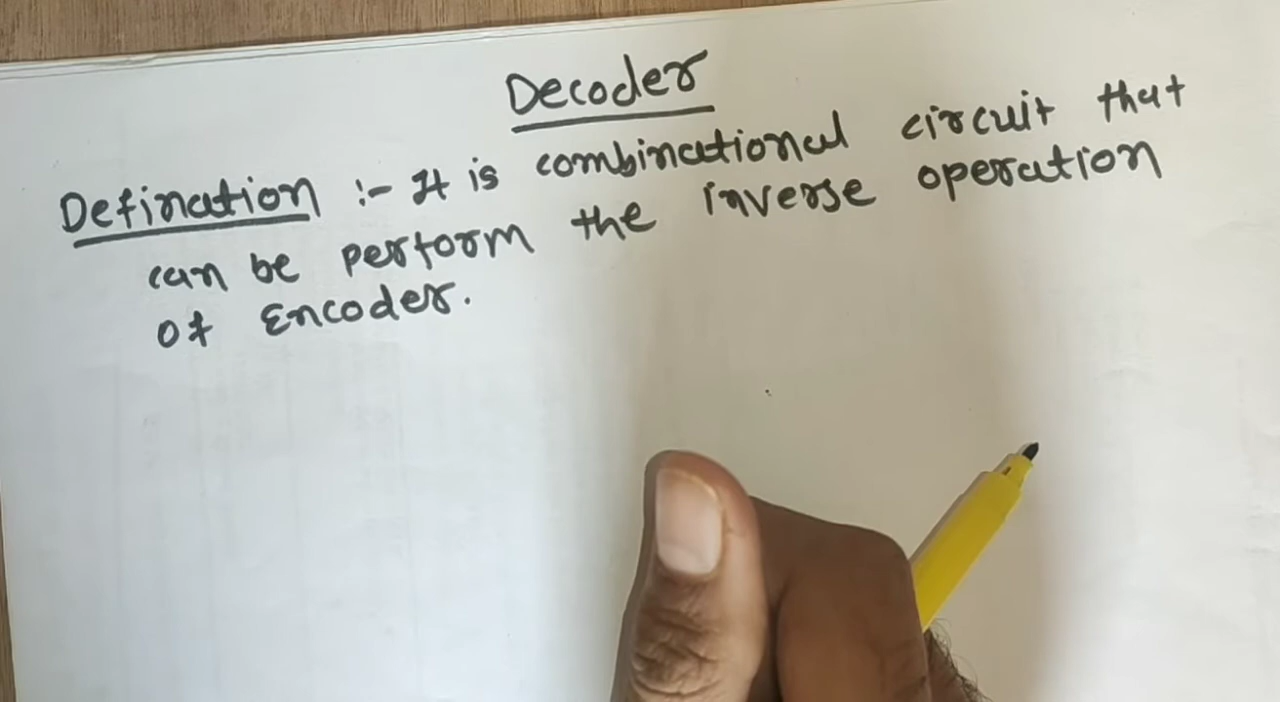 Decoder
Defination :- It is combinational circuit that
can be perform the inverse operation
of Encoder.